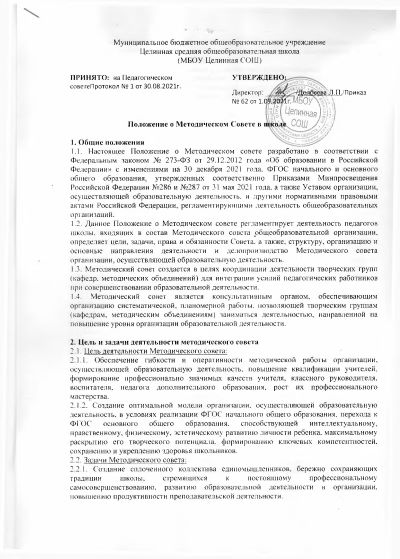 Муниципальное бюджетное общеобразовательное учреждение
Целинная средняя общеобразовательная школа
(МБОУ Целинная СОШ)
ПРИНЯТО: на Педагогическом
советеПротокол № 1 от 30.08.2021г.
УТВЕРЖДЕНО:
Директор: Л.П./Приказ
№ 62 от 1.09.2021г.
МБОУ
Целинная
СОШ
Положение о Методическом Совете в школе
1. Общие положения
1.1. Настоящее Положение о Методическом совете разработано в соответствии с
Федеральным законом № 273-ФЗ от 29.12.2012 года «Об образовании в Российской
Федерации» с изменениями на 30 декабря 2021 года, ФГОС начального и основного
общего образования, утвержденных соответственно Приказами Минпросвещения
Российской Федерации №286 и №287 от 31 мая 2021 года, а также Уставом организации,
осуществляющей образовательную деятельность, и другими нормативными правовыми
актами Российской Федерации, регламентирующими деятельность общеобразовательных
организаций.
1.2. Данное Положение о Методическом совете регламентирует деятельность педагогов
школы, входящих в состав Методического совета общеобразовательной организации,
определяет цели, задачи, права и обязанности Совета, а также, структуру, организацию и
основные направления деятельности и делопроизводство Методического совета
организации, осуществляющей образовательную деятельность.
1.3. Методический совет создается в целях координации деятельности творческих групп
(кафедр, методических объединений) для интеграции усилий педагогических работников
при совершенствовании образовательной деятельности.
1.4. Методический совет является консультативным органом, обеспечивающим
организацию систематической, планомерной работы, позволяющей творческим группам
(кафедрам, методическим объединениям) заниматься деятельностью, направленной на
повышение уровня организации образовательной деятельности.
2. Цель и задачи деятельности методического совета
2.1. Цель деятельности Методического совета:
2.1.1. Обеспечение гибкости и оперативности методической работы организации,
осуществляющей образовательную деятельность, повышение квалификации учителей,
формирование профессионально значимых качеств учителя, классного руководителя,
воспитателя, педагога дополнительного образования, рост их профессионального
мастерства.
2.1.2. Создание оптимальной модели организации, осуществляющей образовательную
деятельность, в условиях реализации ФГОС начального общего образования, перехода к
ФГОС основного общего образования, способствующей интеллектуальному,
нравственному, физическому, эстетическому развитию личности ребенка, максимальному
раскрытию его творческого потенциала, формированию ключевых компетентностей,
сохранению и укреплению здоровья школьников.
2.2. Задачи Методического совета:
2.2.1. Создание сплоченного коллектива единомышленников, бережно сохраняющих
традиции школы, стремящихся к постоянному профессиональному
самосовершенствованию, развитию образовательной деятельности в организации,
повышению продуктивности преподавательской деятельности.